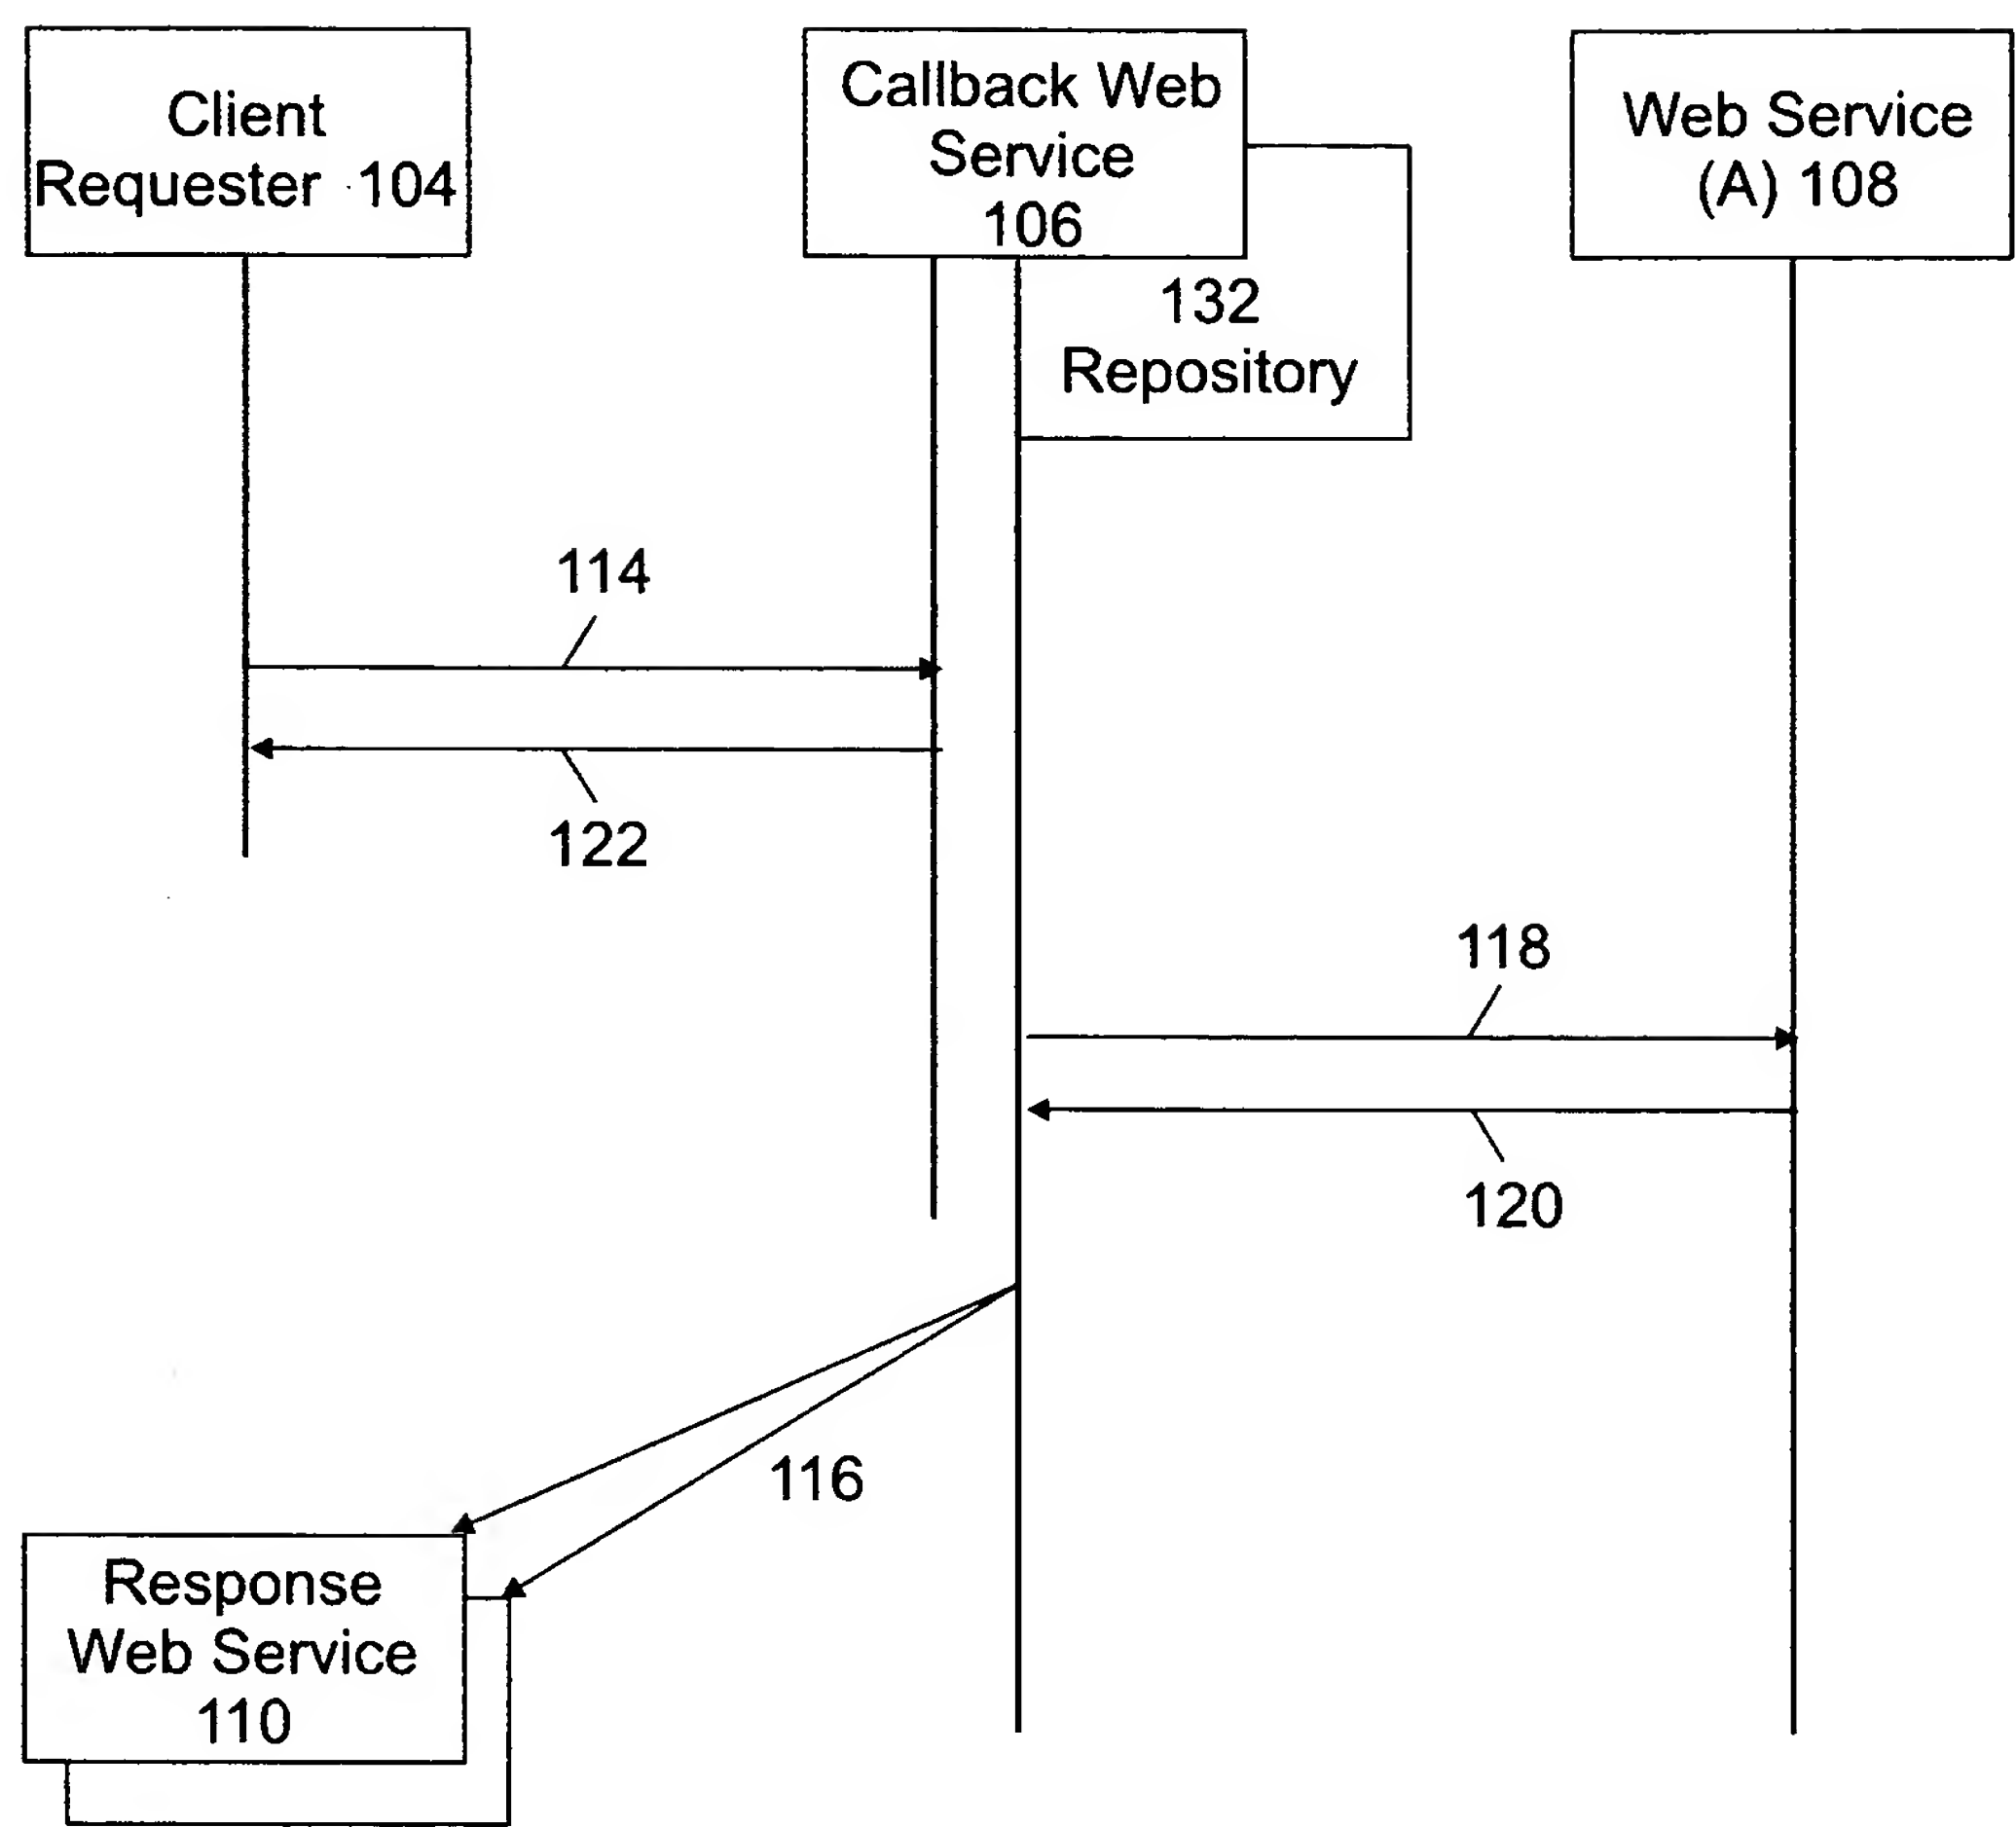 Client
Requester 104
Callback Web
Service
106
Web Service
(A) 108
132
Repository
114
122
118
120
116
Response
Web Service
110